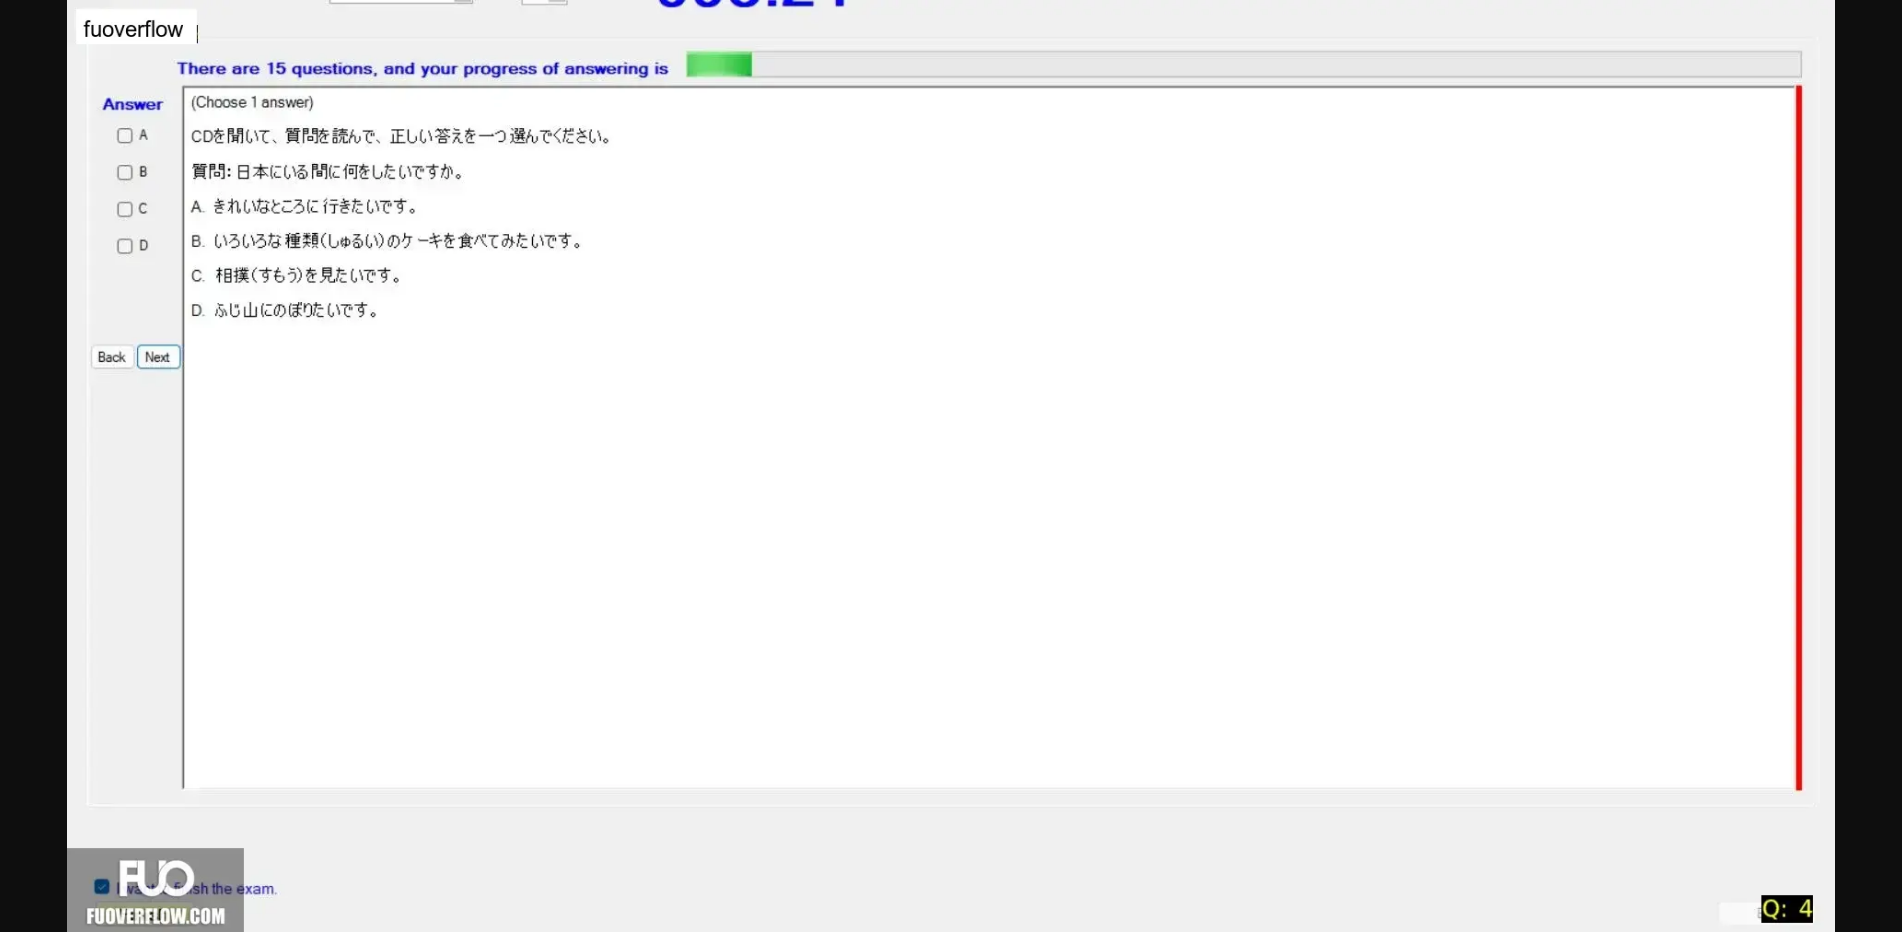 fuoverflow
There are 15 questions, and your progress of answering is
Answer
(Choose 1 answer)
A
CDを聞いて、質問を読んで、正しい答えを一つ選んでください。
B
質問: 日本にいる間に何をしたいですか。
C
A. きれいなところに行きたいです。
D
B. いろいろな種類(しゅるい)のケーキを食べてみたいです。
C. 相撲(すもう)を見たいです。
D. ふじ山にのぼりたいです。
Back Next
FUO
I want finish the exam.
FUOVERFLOW.COM
Q: 4